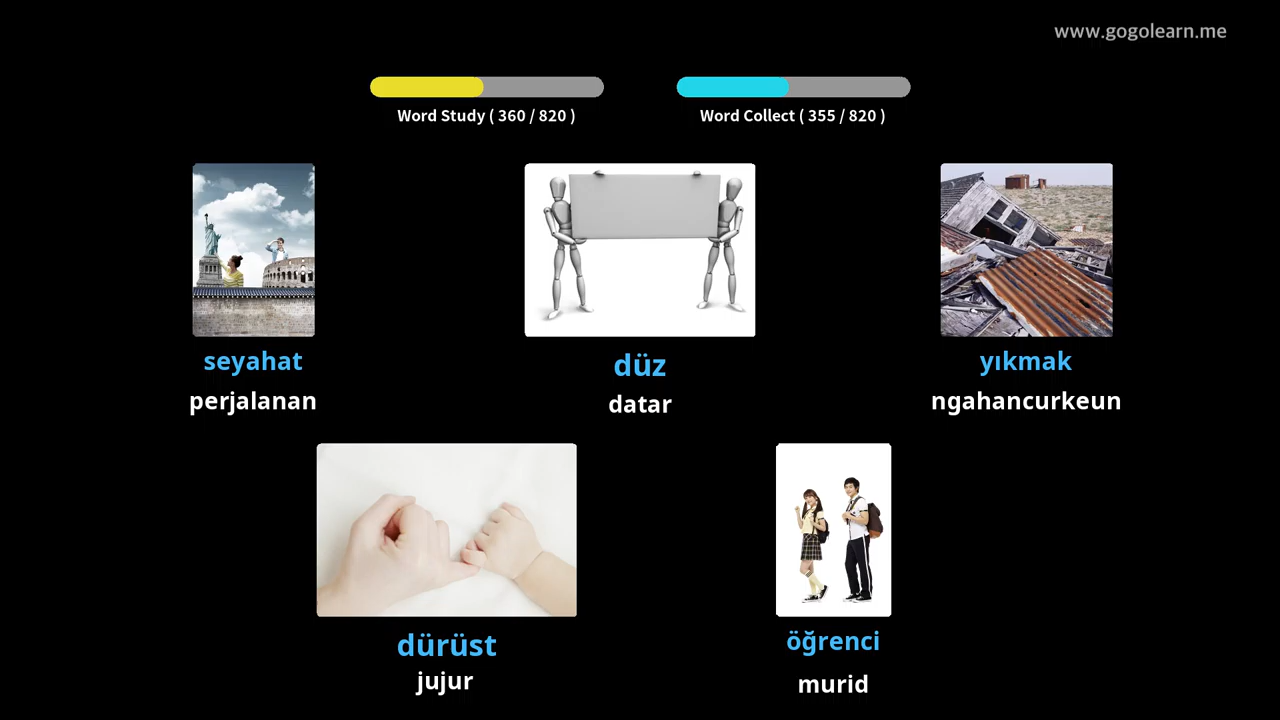 www.gogolearn.me
Word Study ( 360 / 820 )
Word Collect ( 355 / 820 )
seyahat
perjalanan
düz
datar
yıkmak
ngahancurkeun
dürüst
jujur
öğrenci
murid